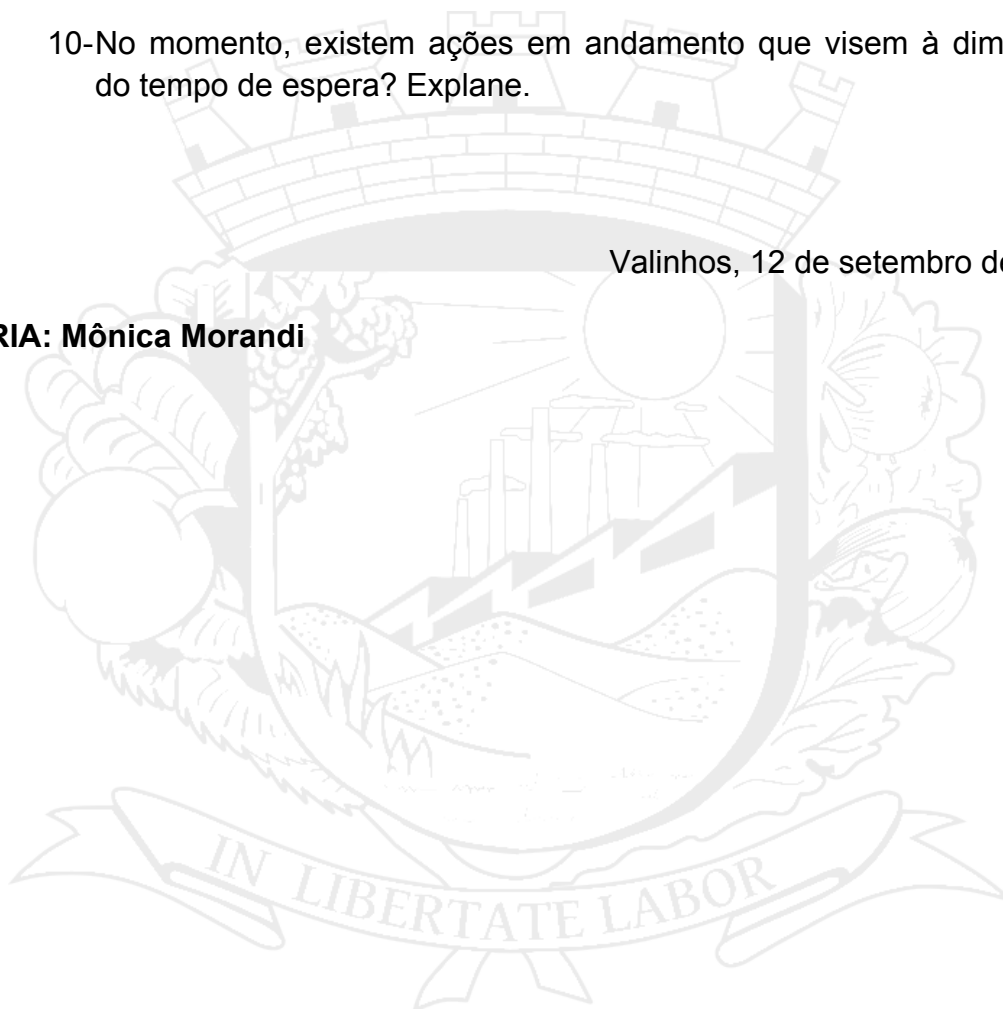 10-No momento, existem ações em andamento que visem à dim
do tempo de espera? Explane.
Valinhos, 12 de setembro d
RIA: Mônica Morandi
IN LIBERTATE LABOR